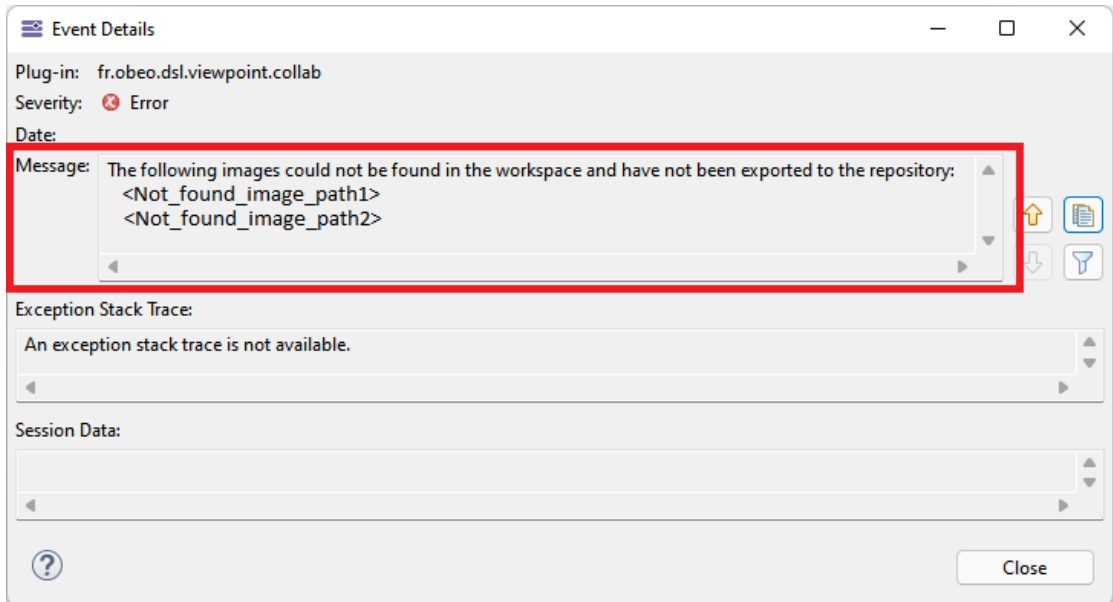 Event Details
Plug-in: fr.obeo.dsl.viewpoint.collab
Severity: Error
Date:
Message: The following images could not be found in the workspace and have not been exported to the repository:
<Not_found_image_path1>
<Not_found_image_path2>
Exception Stack Trace:
An exception stack trace is not available.
Session Data:
?
Close